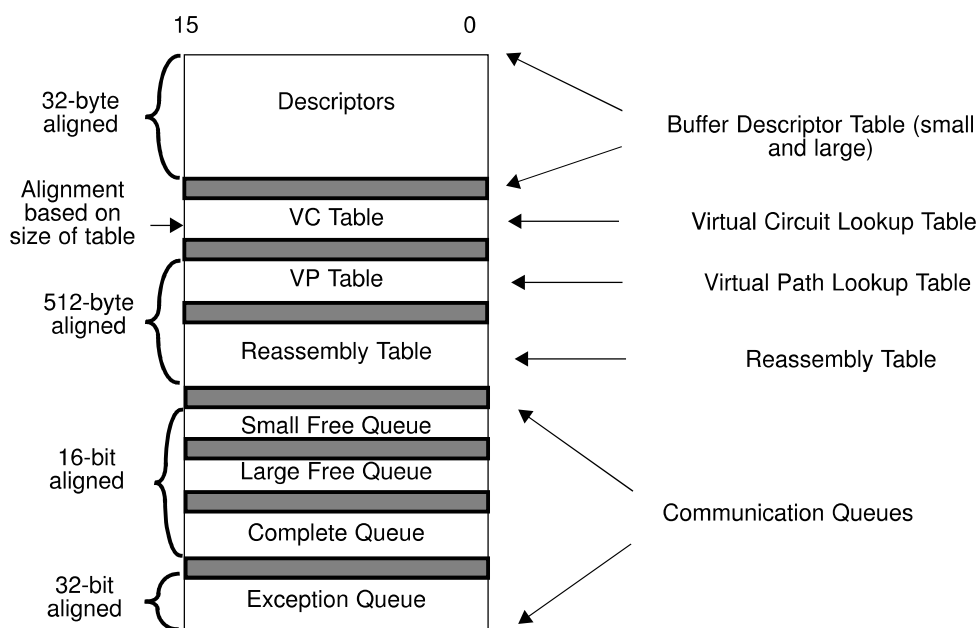 15
0
32-byte
aligned
Descriptors
Buffer Descriptor Table (small
and large)
Alignment
based on
size of table
VC Table
Virtual Circuit Lookup Table
512-byte
aligned
VP Table
Virtual Path Lookup Table
Reassembly Table
Reassembly Table
16-bit
aligned
Small Free Queue
Large Free Queue
Complete Queue
Communication Queues
32-bit
aligned
Exception Queue